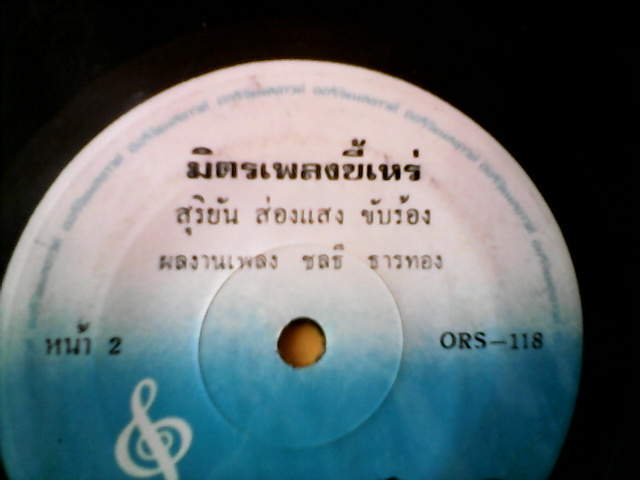 มิตรเพลงขี้เหร่
สุริยัน ส่องแสง ขับร้อง
ผลงานเพลง ชลธี ธารทอง
หน้า 2
ORS-118